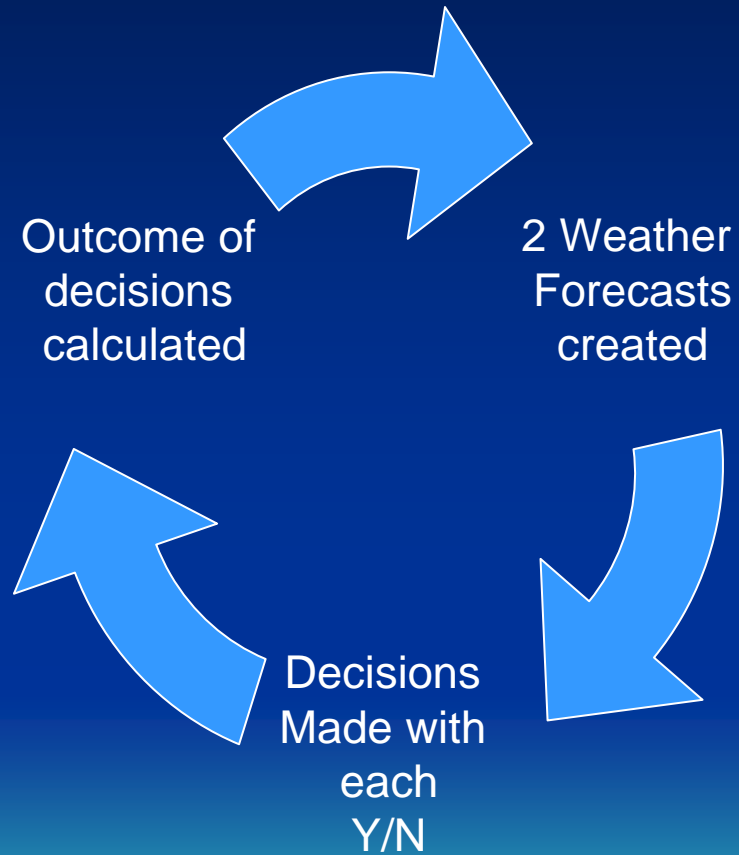 Outcome of
decisions
calculated
2 Weather
Forecasts
created
Decisions
Made with
each
Y/N